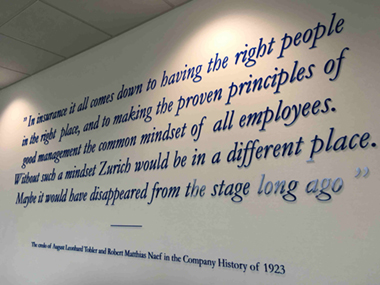 "In insurance it all comes down to having the right people
in the right place, and to making the proven principles of
good management the common mindset of all employees.
Without such a mindset Zurich would be in a different place.
Maybe it would have disappeared from the stage long ago"
The credo of August Leonhard Tobler and Robert Matthias Naef in the Company History of 1923